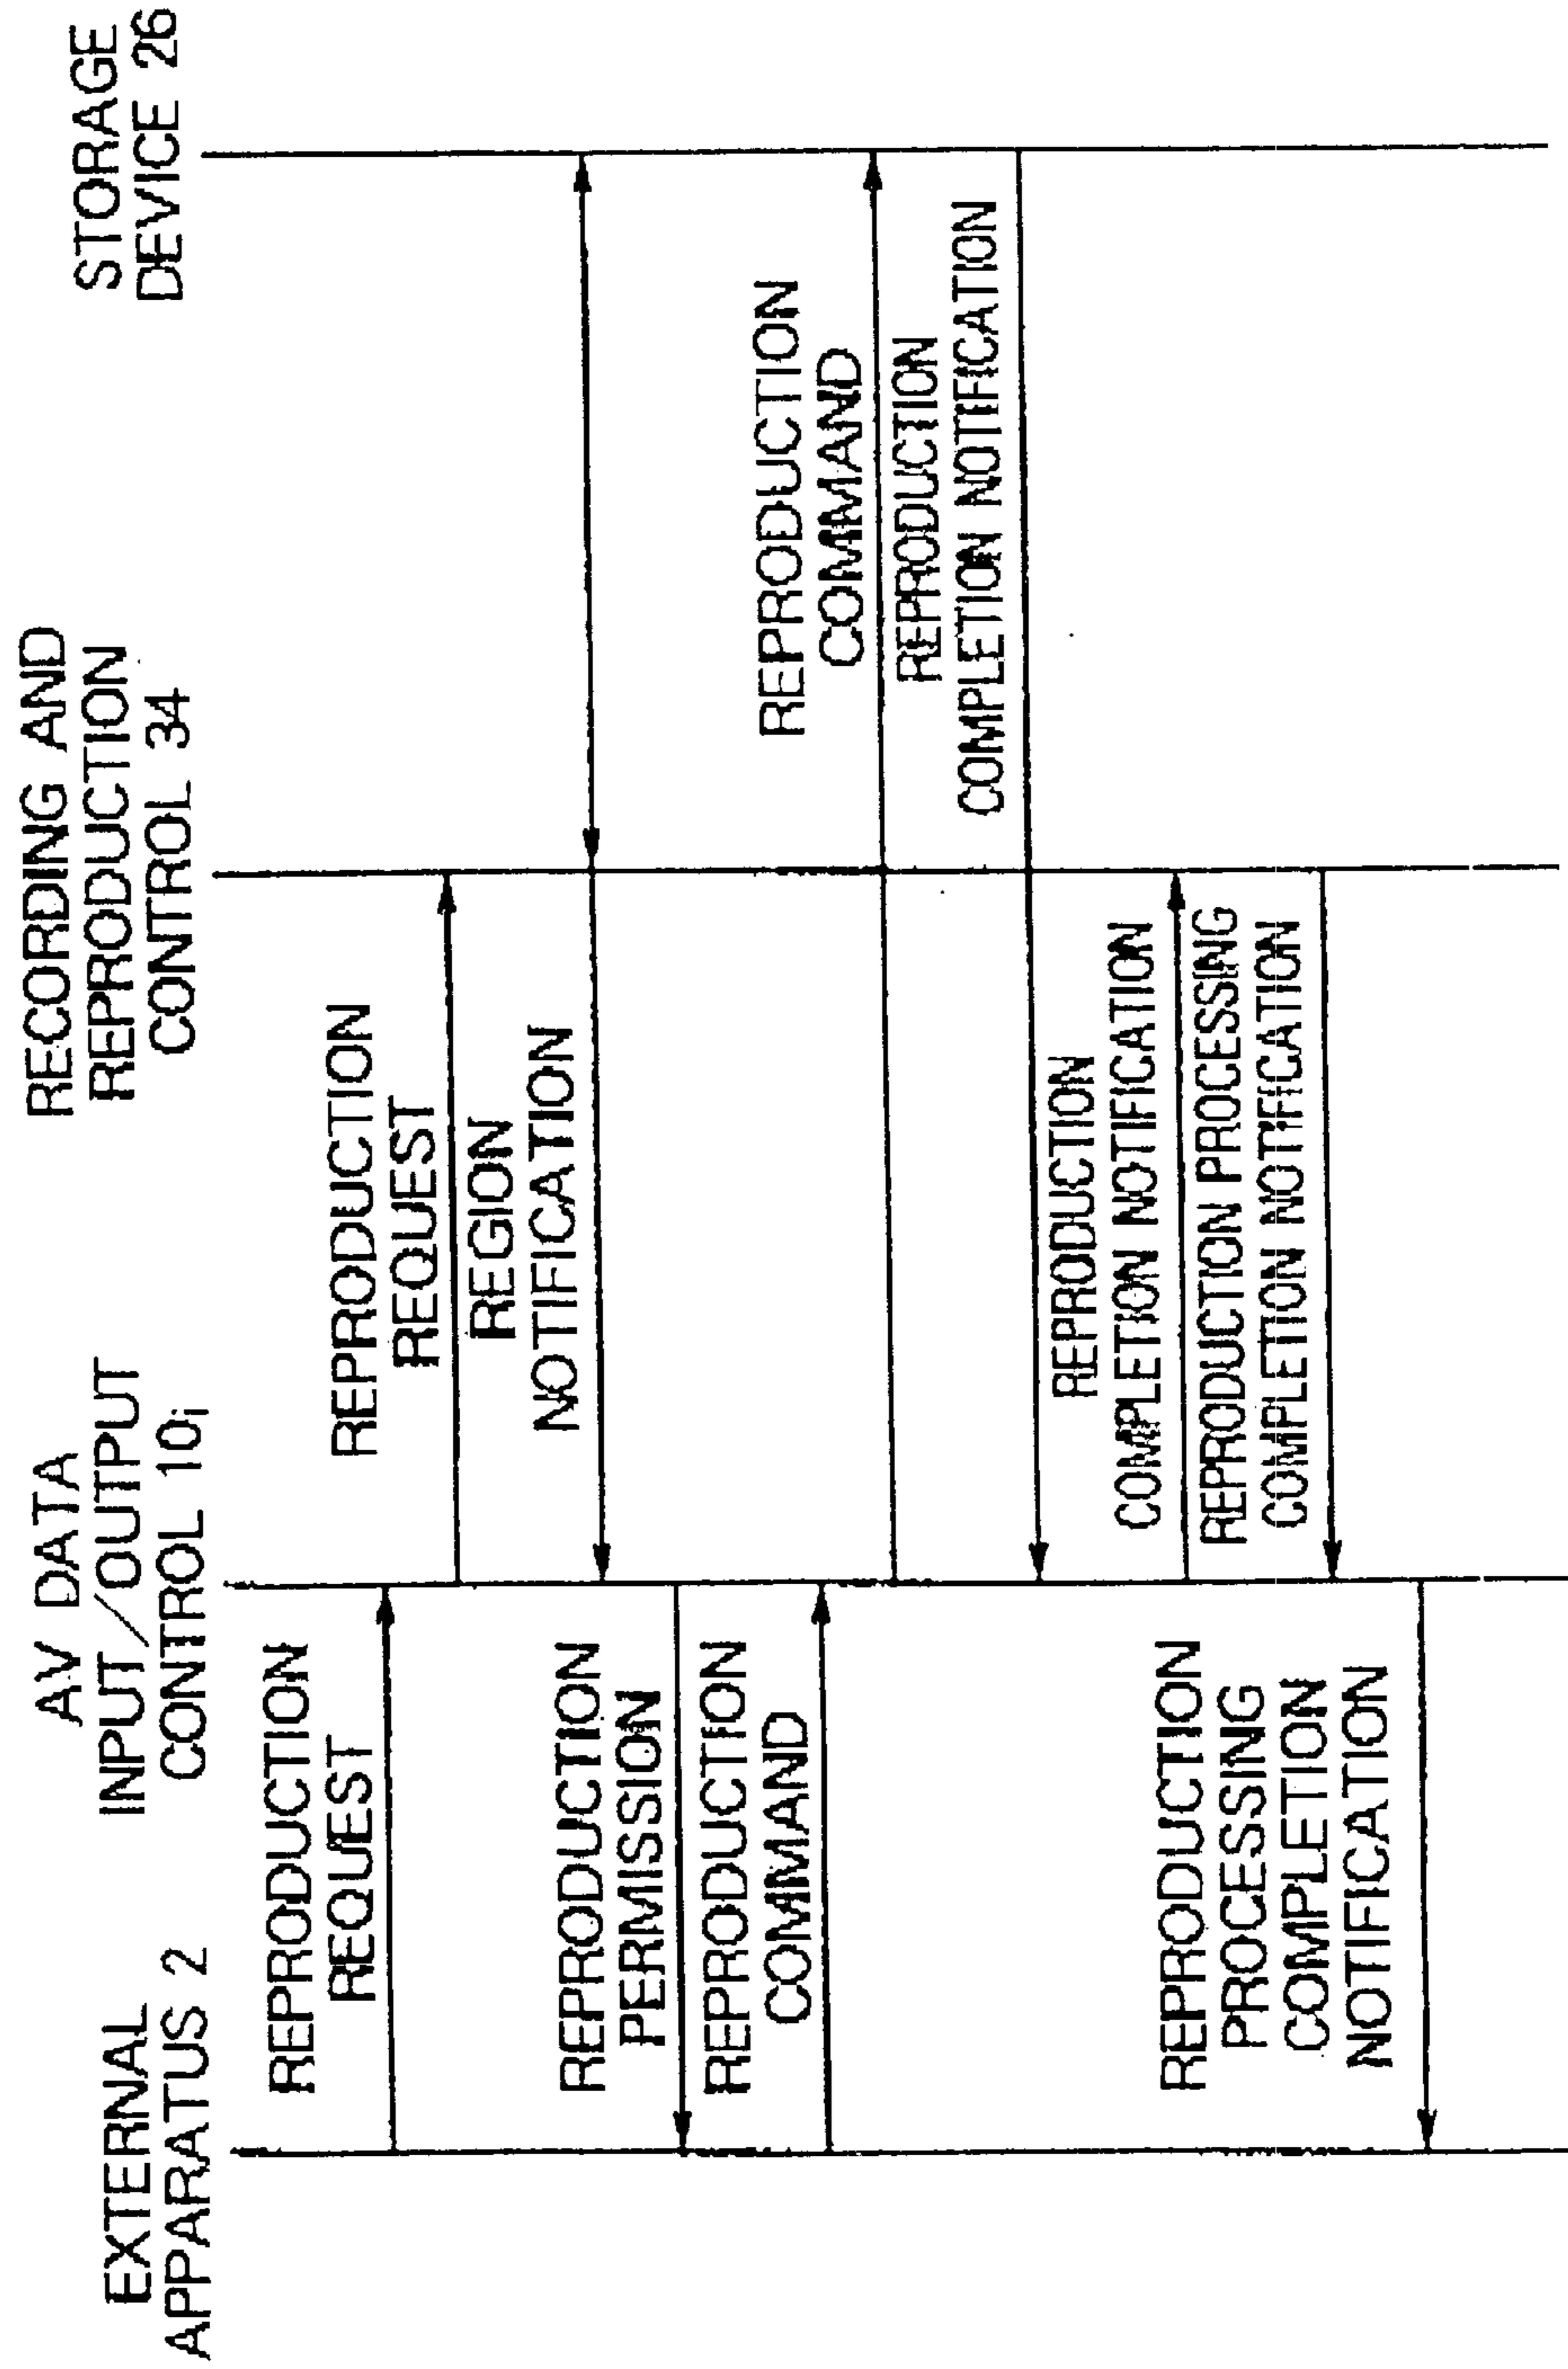 EXTERNAL
APPARATUS 2
AV DATA
INPUT/OUTPUT
CONTROL 10i
RECORDING AND
REPRODUCTION
CONTROL 34
STORAGE
DEVICE 26
REPRODUCTION
REQUEST
REPRODUCTION
REQUEST
REGION
NOTIFICATION
REPRODUCTION
PERMISSION
REPRODUCTION
COMMAND
REPRODUCTION
COMMAND
REPRODUCTION
COMPLETION NOTIFICATION
REPRODUCTION
COMPLETION NOTIFICATION
REPRODUCTION PROCESSING
COMPLETION NOTIFICATION
REPRODUCTION
PROCESSING
COMPLETION
NOTIFICATION